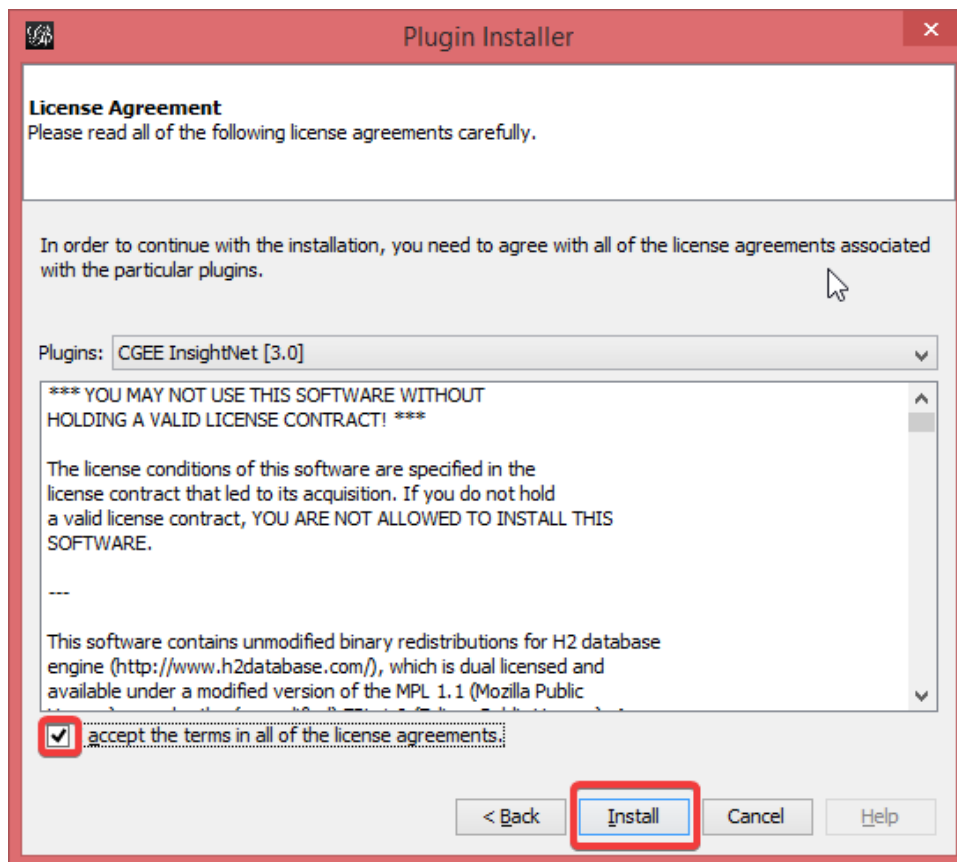 Plugin Installer
License Agreement
Please read all of the following license agreements carefully.
In order to continue with the installation, you need to agree with all of the license agreements associated
with the particular plugins.
Plugins: CGEE InsightNet [3.0]
*** YOU MAY NOT USE THIS SOFTWARE WITHOUT
HOLDING A VALID LICENSE CONTRACT! ***
The license conditions of this software are specified in the
license contract that led to its acquisition. If you do not hold
a valid license contract, YOU ARE NOT ALLOWED TO INSTALL THIS
SOFTWARE.
---
This software contains unmodified binary redistributions for H2 database
engine (http://www.h2database.com/), which is dual licensed and
available under a modified version of the MPL 1.1 (Mozilla Public
accept the terms in all of the license agreements.
< Back Install Cancel Help